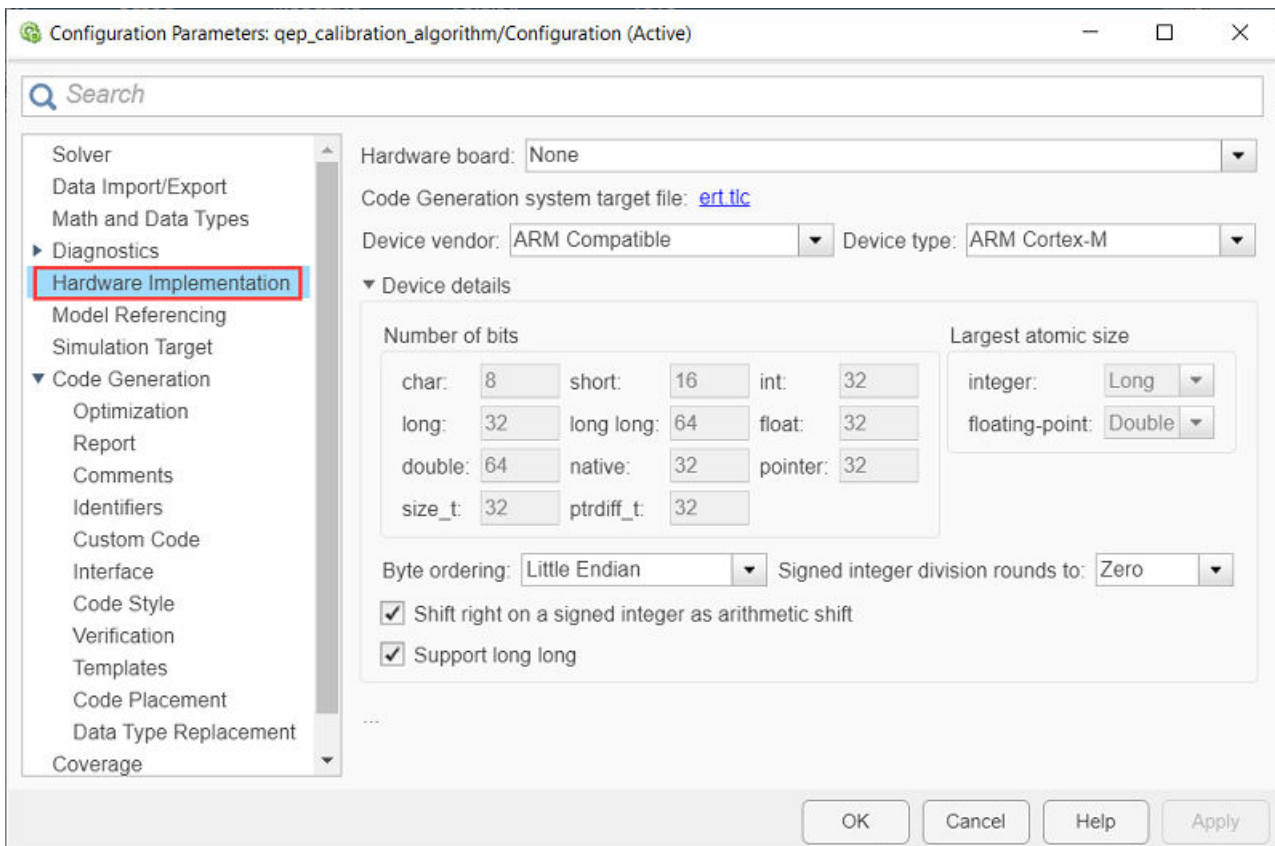 Configuration Parameters: qep_calibration_algorithm/Configuration (Active)
Search
Solver
Data Import/Export
Math and Data Types
Diagnostics
Hardware Implementation
Model Referencing
Simulation Target
Code Generation
Optimization
Report
Comments
Identifiers
Custom Code
Interface
Code Style
Verification
Templates
Code Placement
Data Type Replacement
Coverage
Hardware board: None
Code Generation system target file: ert.tlc
Device vendor: ARM Compatible Device type: ARM Cortex-M
Device details
Number of bits
char: 8 short: 16 int: 32
long: 32 long long: 64 float: 32
double: 64 native: 32 pointer: 32
size_t: 32 ptrdiff_t: 32
Largest atomic size
integer: Long
floating-point: Double
Byte ordering: Little Endian Signed integer division rounds to: Zero
Shift right on a signed integer as arithmetic shift
Support long long
...
OK Cancel Help Apply